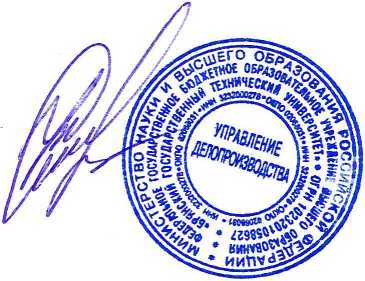 МИНИСТЕРСТВО НАУКИ И ВЫСШЕГО ОБРАЗОВАНИЯ РОССИЙСКОЙ ФЕДЕРАЦИИ
ФЕДЕРАЛЬНОЕ ГОСУДАРСТВЕННОЕ БЮДЖЕТНОЕ ОБРАЗОВАТЕЛЬНОЕ УЧРЕЖДЕНИЕ ВЫСШЕГО ОБРАЗОВАНИЯ
«БРЯНСКИЙ ГОСУДАРСТВЕННЫЙ ТЕХНИЧЕСКИЙ УНИВЕРСИТЕТ» * ОГРН 1023201058627 *
УПРАВЛЕНИЕ
ДЕЛОПРОИЗВОДСТВА